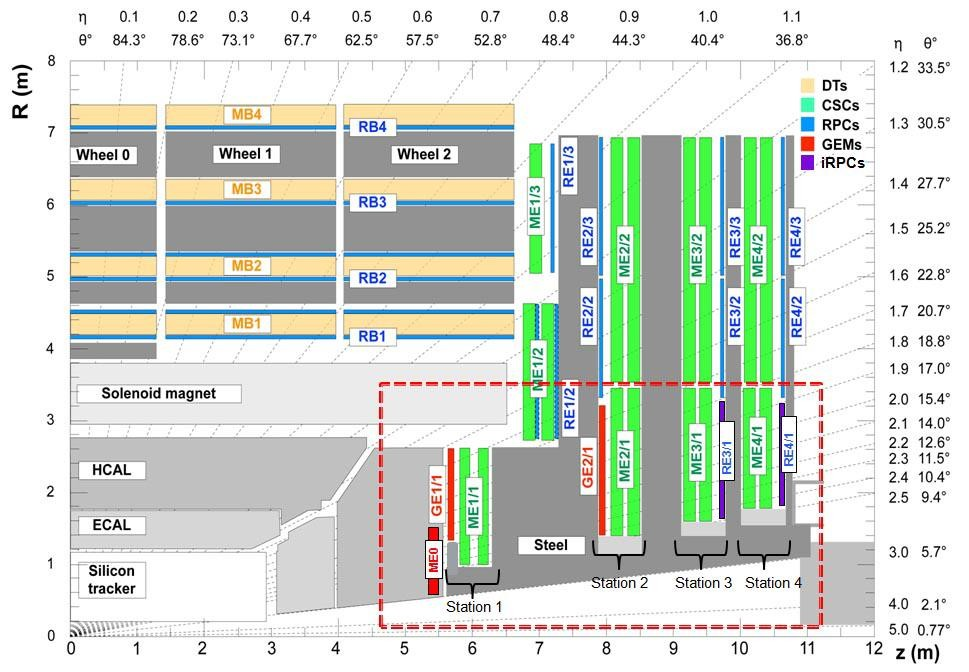 η 0.1 0.2 0.3 0.4 0.5 0.6 0.7 0.8 0.9 1.0 1.1
θ° 84.3° 78.6° 73.1° 67.7° 62.5° 57.5° 52.8° 48.4° 44.3° 40.4° 36.8° η θ°
R (m)
8
7
6
5
4
3
2
1
0
1.2 33.5°
1.3 30.5°
1.4 27.7°
1.5 25.2°
1.6 22.8°
1.7 20.7°
1.8 18.8°
1.9 17.0°
2.0 15.4°
2.1 14.0°
2.2 12.6°
2.3 11.5°
2.4 10.4°
2.5 9.4°
3.0 5.7°
4.0 2.1°
5.0 0.77°
DTs
CSCs
RPCs
GEMs
iRPCs
MB4
RB4
Wheel 0
Wheel 1
Wheel 2
MB3
RB3
MB2
RB2
MB1
RB1
Solenoid magnet
HCAL
ECAL
Silicon
tracker
Steel
ME1/3
RE1/3
RE2/3
ME2/2
ME3/2
RE3/3
ME4/2
RE4/3
ME1/2
RE2/2
RE3/2
RE4/2
RE1/2
GE1/1
ME1/1
ME0
GE2/1
ME2/1
ME3/1
RE3/1
ME4/1
RE4/1
Station 1
Station 2
Station 3
Station 4
0 1 2 3 4 5 6 7 8 9 10 11 12
z (m)